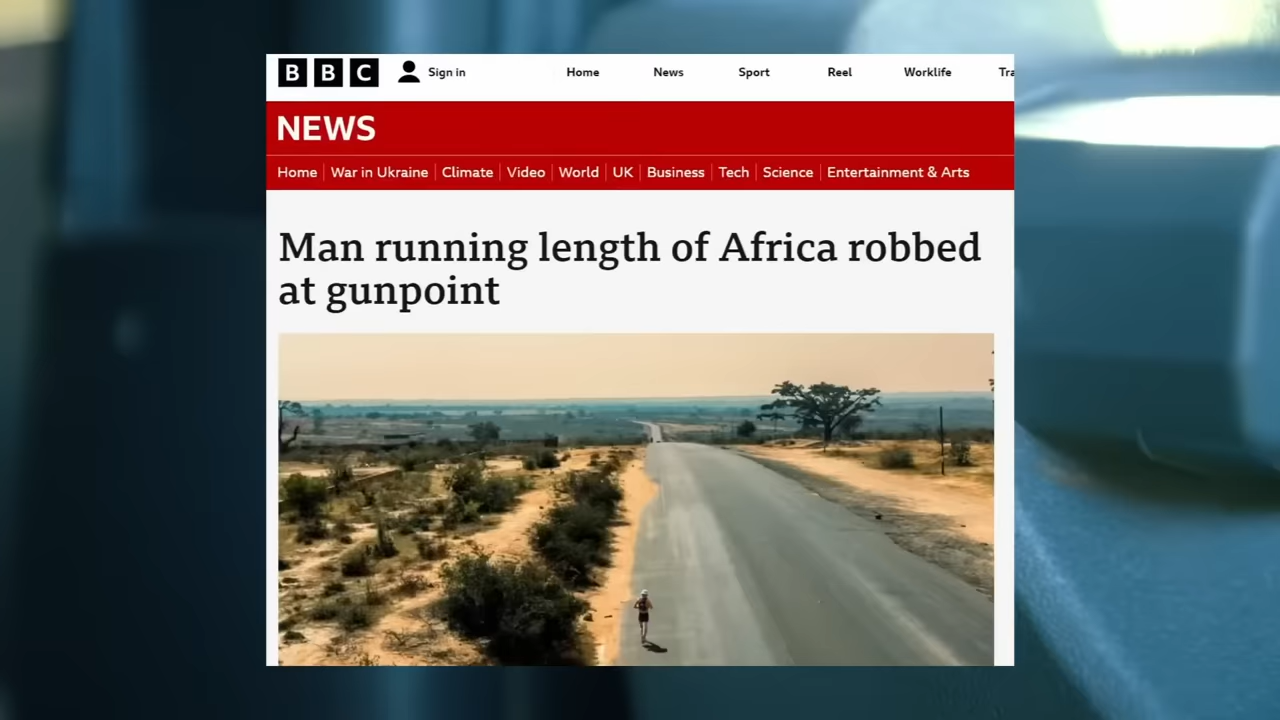 BBC Sign in Home News Sport Reel Worklife Tra
NEWS
Home War in Ukraine Climate Video World UK Business Tech Science Entertainment & Arts
Man running length of Africa robbed
at gunpoint